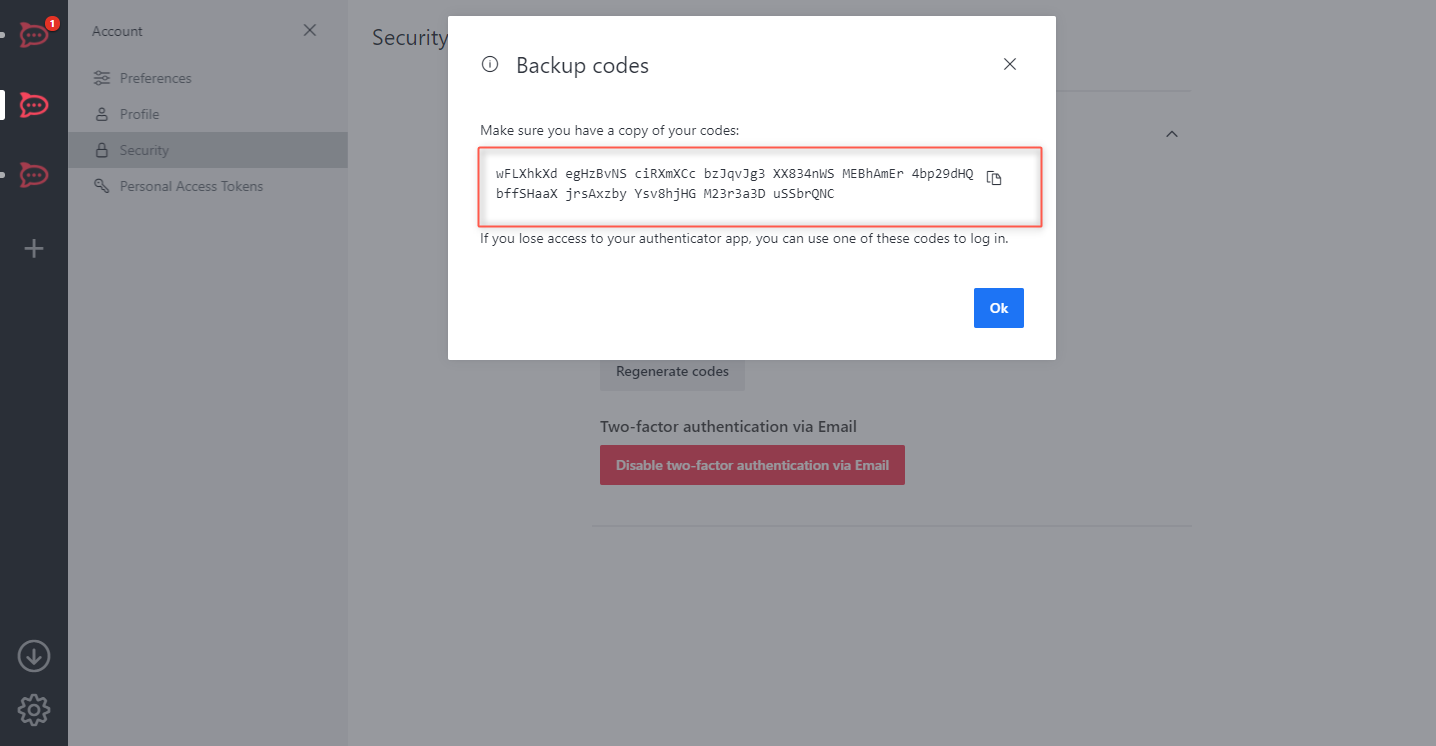 1
Account
Preferences
Profile
Security
Personal Access Tokens
Security
Backup codes
Make sure you have a copy of your codes:
wFLXhkXd egHzBvNS ciRXmXCc bzJqvJg3 XX834nWS MEBhAmEr 4bp29dHQ
bffSHaaX jrsAxzby Ysv8hjHG M23r3a3D uSSbrQNC
If you lose access to your authenticator app, you can use one of these codes to log in.
Ok
Regenerate codes
Two-factor authentication via Email
Disable two-factor authentication via Email